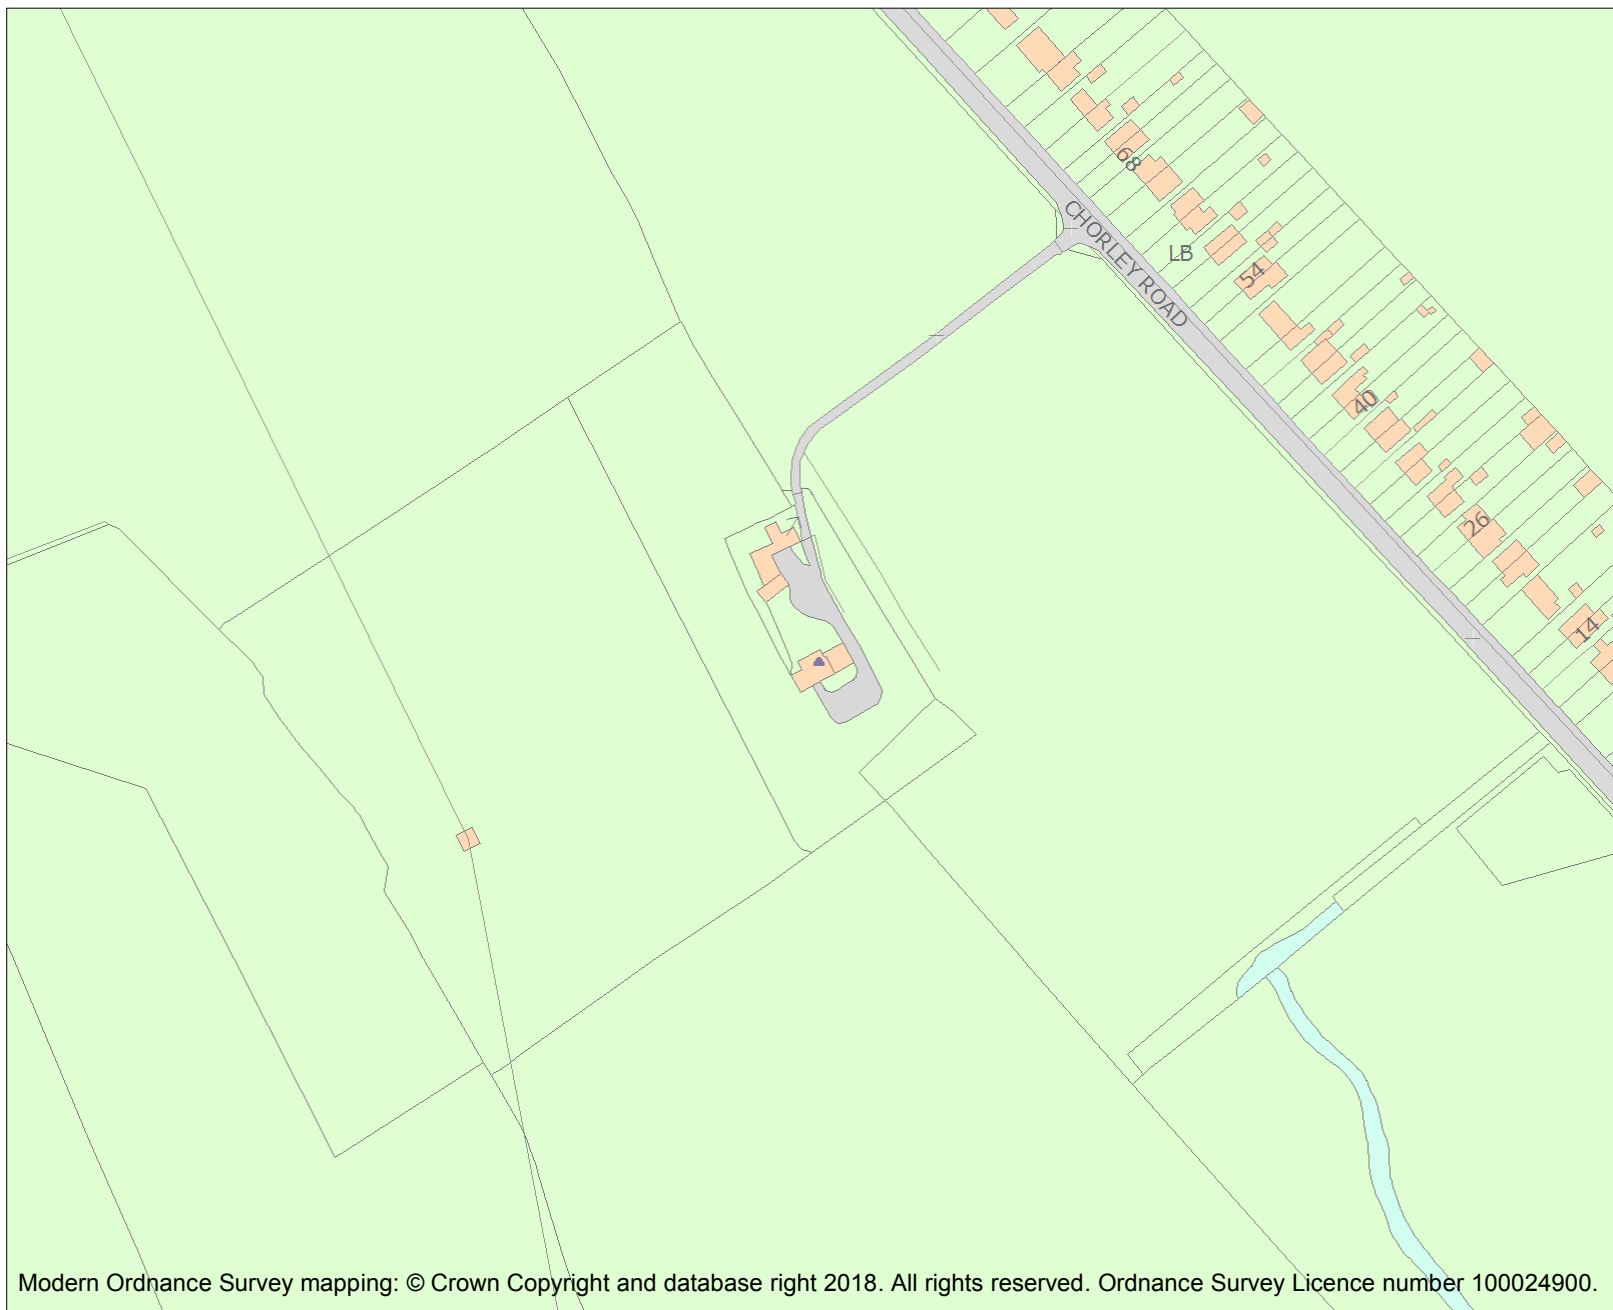 68
CHORLEY ROAD
LB
54
40
26
14
Modern Ordnance Survey mapping: © Crown Copyright and database right 2018. All rights reserved. Ordnance Survey Licence number 100024900.